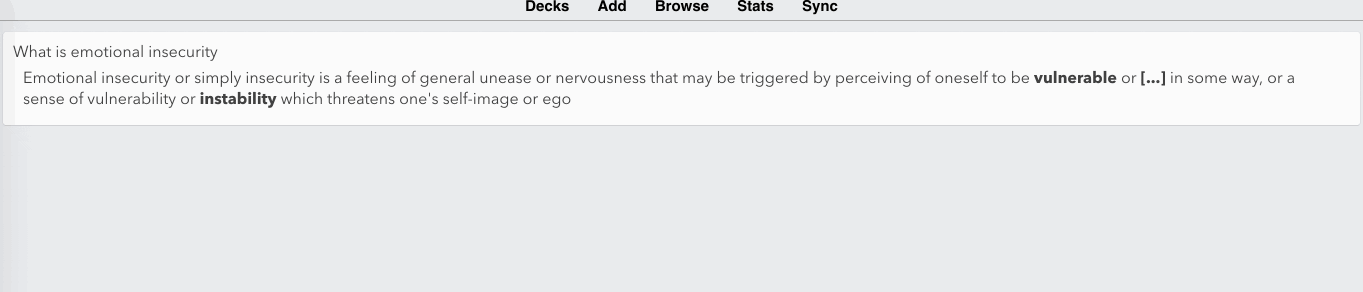 Decks Add Browse Stats Sync
What is emotional insecurity
Emotional insecurity or simply insecurity is a feeling of general unease or nervousness that may be triggered by perceiving of oneself to be vulnerable or [...] in some way, or a
sense of vulnerability or instability which threatens one's self-image or ego